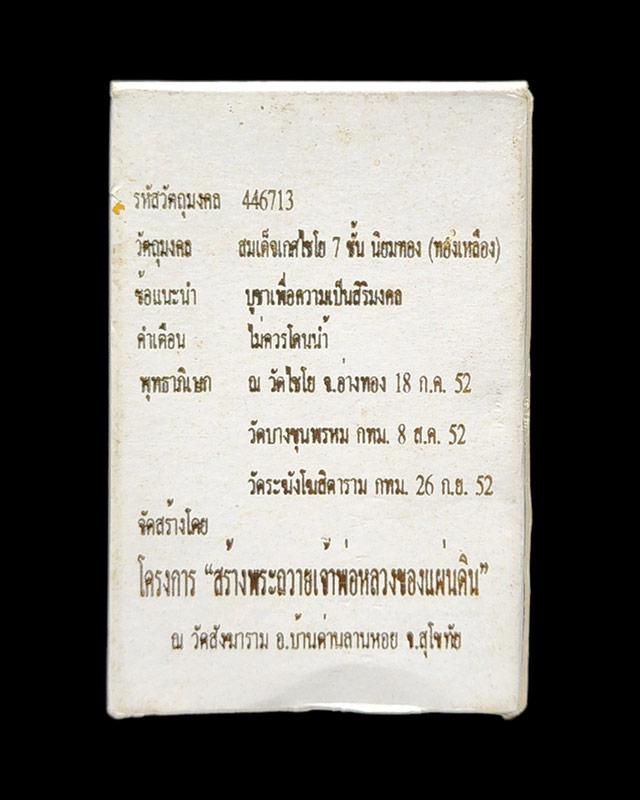 รหัสวัตถุมงคล 446713
วัตถุมงคล สมเด็จเกศไชโย 7 ชั้น นิยมทอง (ทองเหลือง)
ข้อแนะนำ บูชาเพื่อความเป็นสิริมงคล
คำเตือน ไม่ควรโดนน้ำ
พุทธาภิเษก ณ วัดไชโย จ.อ่างทอง 18 ก.ค. 52
วัดบางขุนพรหม กทม. 8 ส.ค. 52
วัดระฆังโฆสิตาราม กทม. 26 ก.ย. 52
จัดสร้างโดย
โครงการ “สร้างพระถวายเจ้าพ่อหลวงของแผ่นดิน”
ณ วัดสังฆาราม อ.บ้านด่านลานหอย จ.สุโขทัย